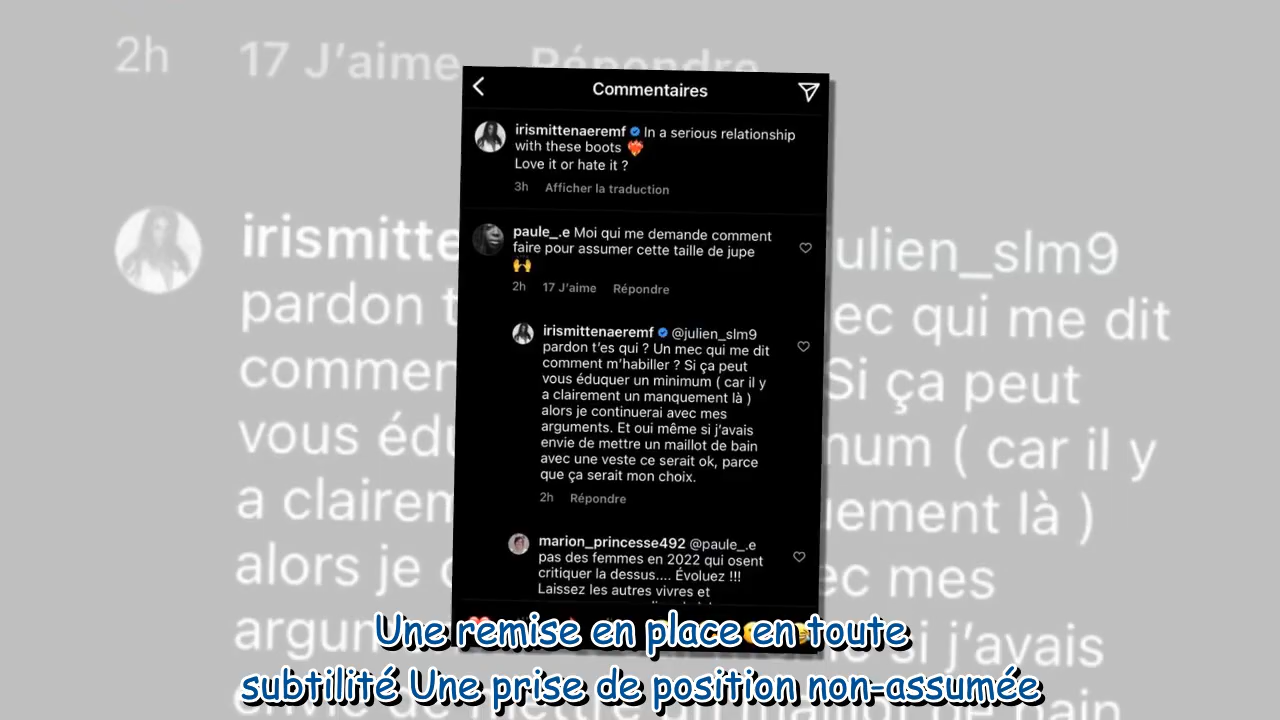 2h 17 J’aime Répondre
Commentaires
irismittenaeremf In a serious relationship
with these boots ❤️‍🔥
Love it or hate it ?
3h Afficher la traduction
paule_.e Moi qui me demande comment
faire pour assumer cette taille de jupe
🙌
2h 17 J’aime Répondre
irismittenaeremf @julien_slm9
pardon t’es qui ? Un mec qui me dit
comment m’habiller ? Si ça peut
vous éduquer un minimum ( car il y
a clairement un manquement là )
alors je continuerai avec mes
arguments. Et oui même si j’avais
envie de mettre un maillot de bain
avec une veste ce serait ok, parce
que ça serait mon choix.
2h Répondre
marion_princesse492 @paule_.e
pas des femmes en 2022 qui osent
critiquer la dessus.... Évoluez !!!
Laissez les autres vivres et
irismitte ulien_slm9
pardon t ec qui me dit
commen Si ça peut
vous édu mum ( car il y
a clairem ement là )
alors je c ec mes
argum si j’avais
Une remise en place en toute
subtilité Une prise de position non-assumée